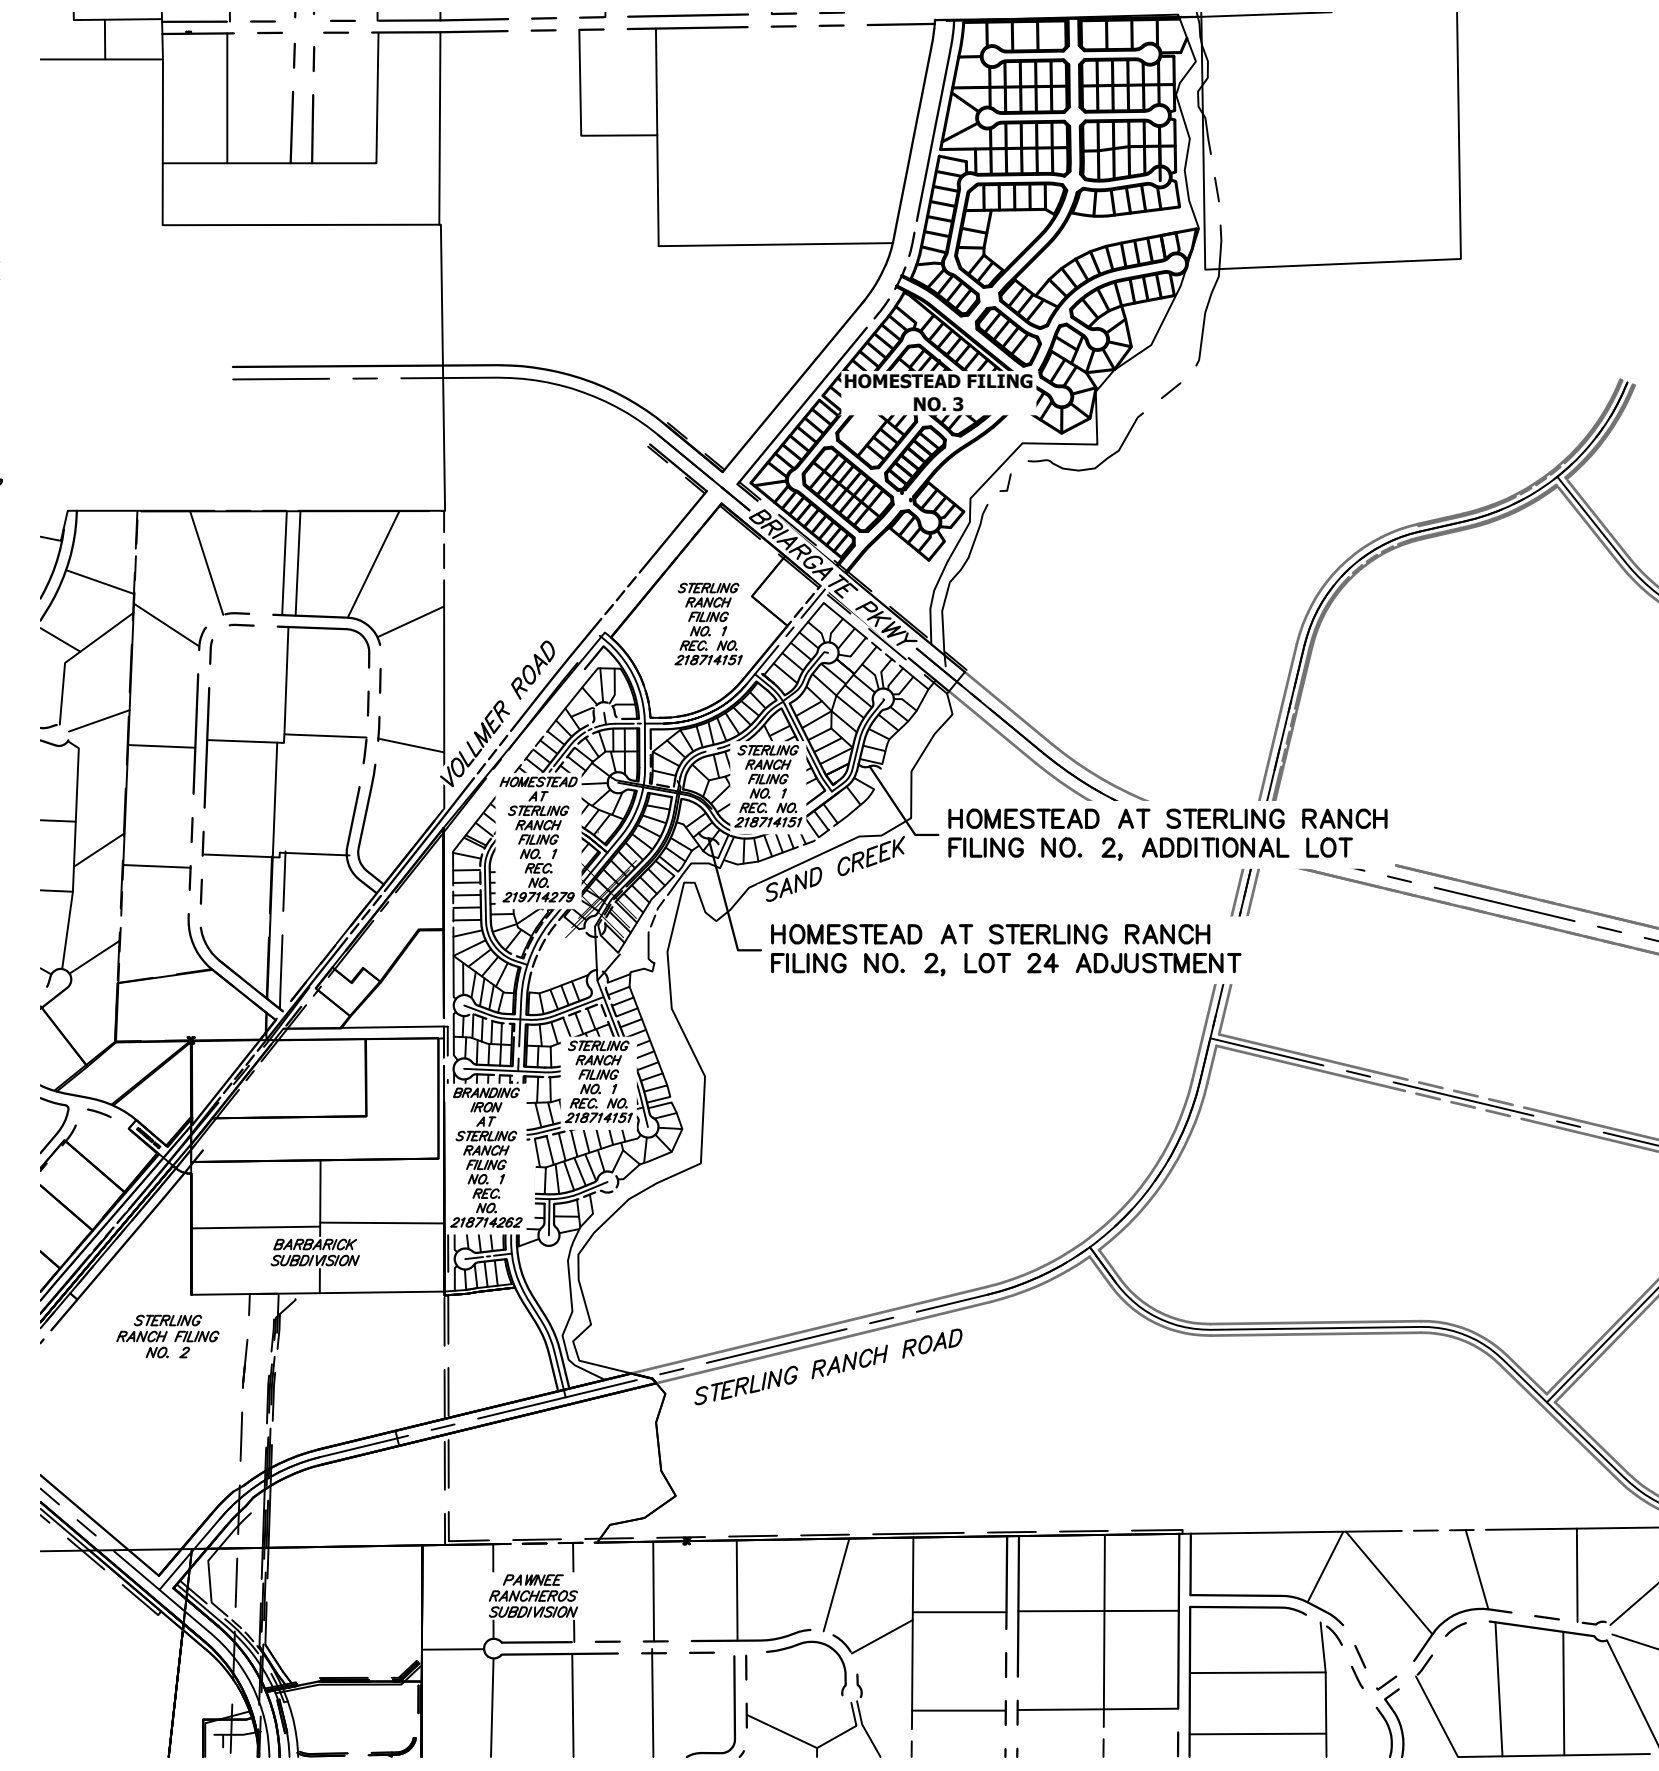 HOMESTEAD FILING
NO. 3
BRIARGATE PKWY
STERLING
RANCH
FILING
NO. 1
REC. NO.
218714151
VOLLMER ROAD
STERLING
RANCH
FILING
NO. 1
REC. NO.
218714151
HOMESTEAD
AT
STERLING
RANCH
FILING
NO. 1
REC.
NO.
219714279
HOMESTEAD AT STERLING RANCH
FILING NO. 2, ADDITIONAL LOT
SAND CREEK
HOMESTEAD AT STERLING RANCH
FILING NO. 2, LOT 24 ADJUSTMENT
STERLING
RANCH
FILING
NO. 1
REC. NO.
218714151
BRANDING
IRON
AT
STERLING
RANCH
FILING
NO. 1
REC.
NO.
218714262
BARBARICK
SUBDIVISION
STERLING
RANCH FILING
NO. 2
STERLING RANCH ROAD
PAWNEE
RANCHEROS
SUBDIVISION